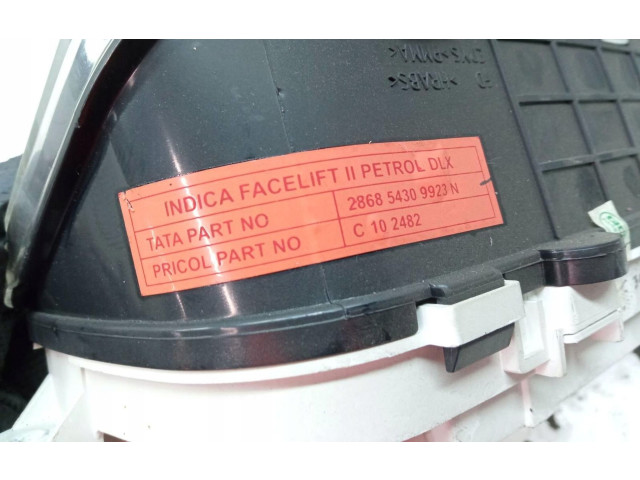 INDICA FACELIFT II PETROL DLX
TATA PART NO 2868 5430 9923 N
PRICOL PART NO C 10 2482